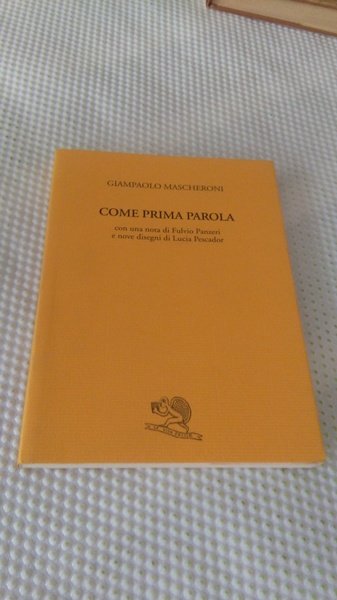 GIAMPAOLO MASCHERONI
COME PRIMA PAROLA
con una nota di Fulvio Panzeri
e nove disegni di Lucia Pescador